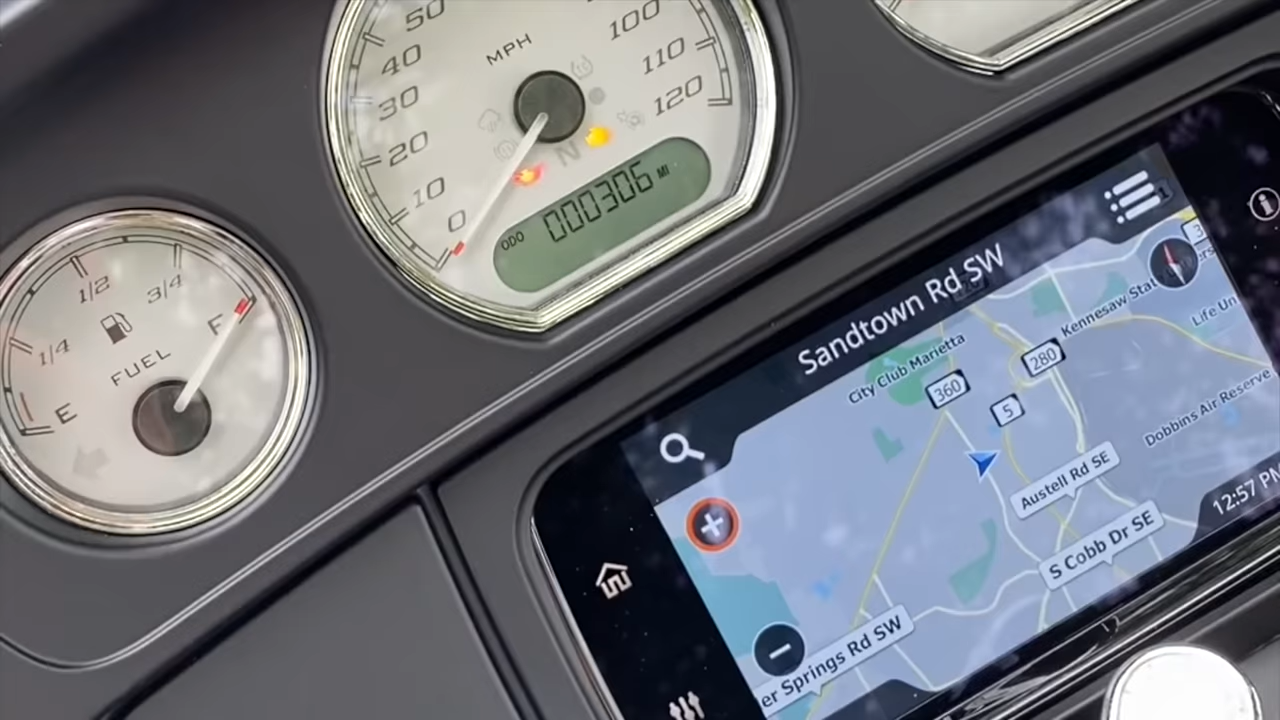 50
40
30
20
10
0
MPH
100
110
120
N
ODO
000306
MI
1/2
3/4
1/4
F
FUEL
E
Sandtown Rd SW
City Club Marietta
360
280
5
Kennesaw Stat
Life Un
Dobbins Air Reserve
Austell Rd SE
S Cobb Dr SE
er Springs Rd SW
12:57 PM